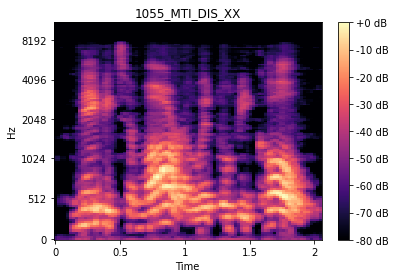 1055_MTI_DIS_XX
Hz
8192
4096
2048
1024
512
0
0
0.5
1
1.5
2
Time
+0 dB
-10 dB
-20 dB
-30 dB
-40 dB
-50 dB
-60 dB
-70 dB
-80 dB